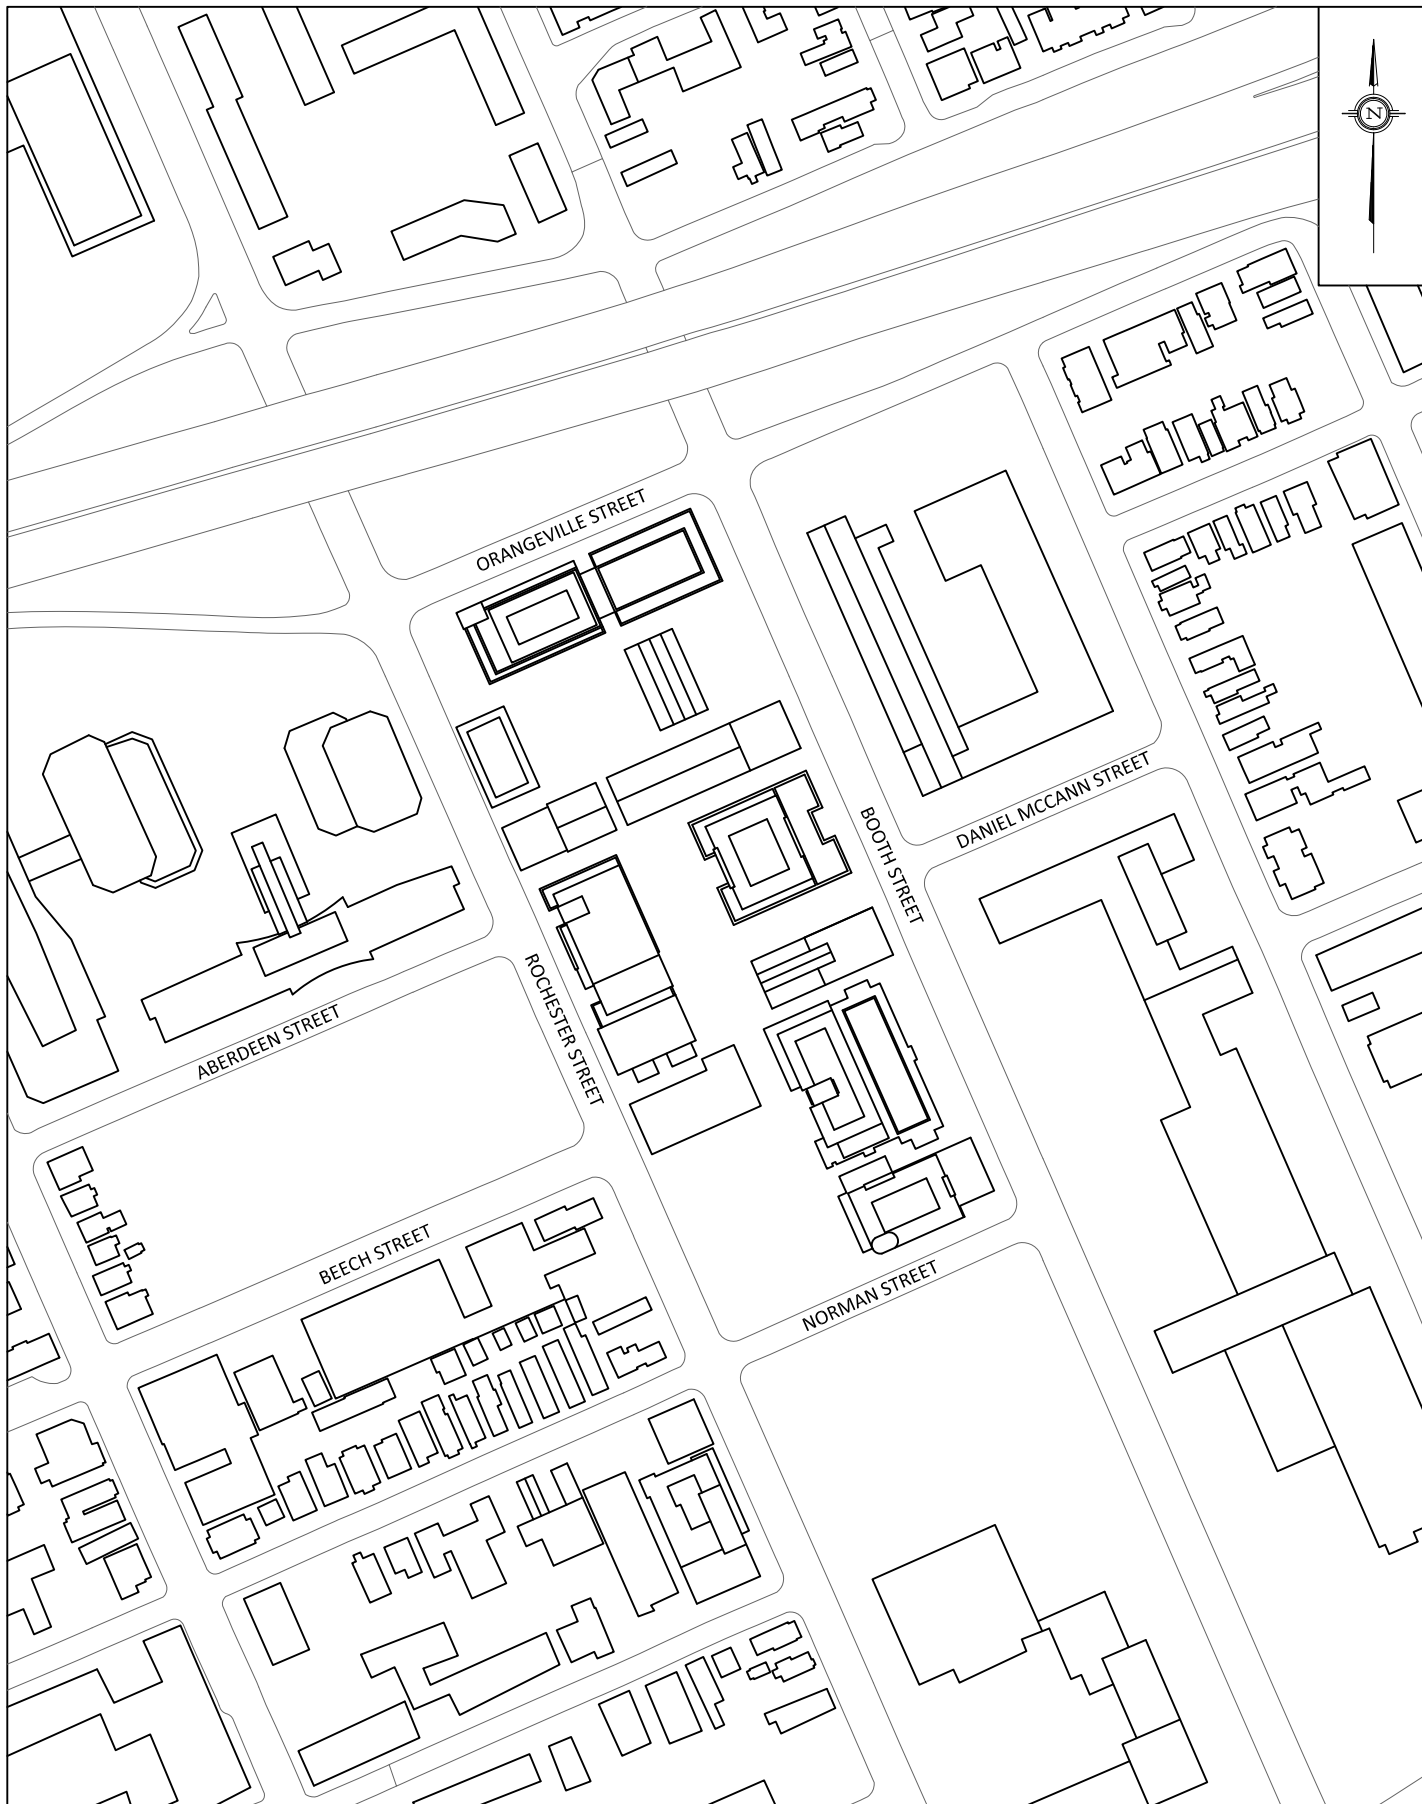 N
ORANGEVILLE STREET
DANIEL MCCANN STREET
BOOTH STREET
ROCHESTER STREET
ABERDEEN STREET
BEECH STREET
NORMAN STREET